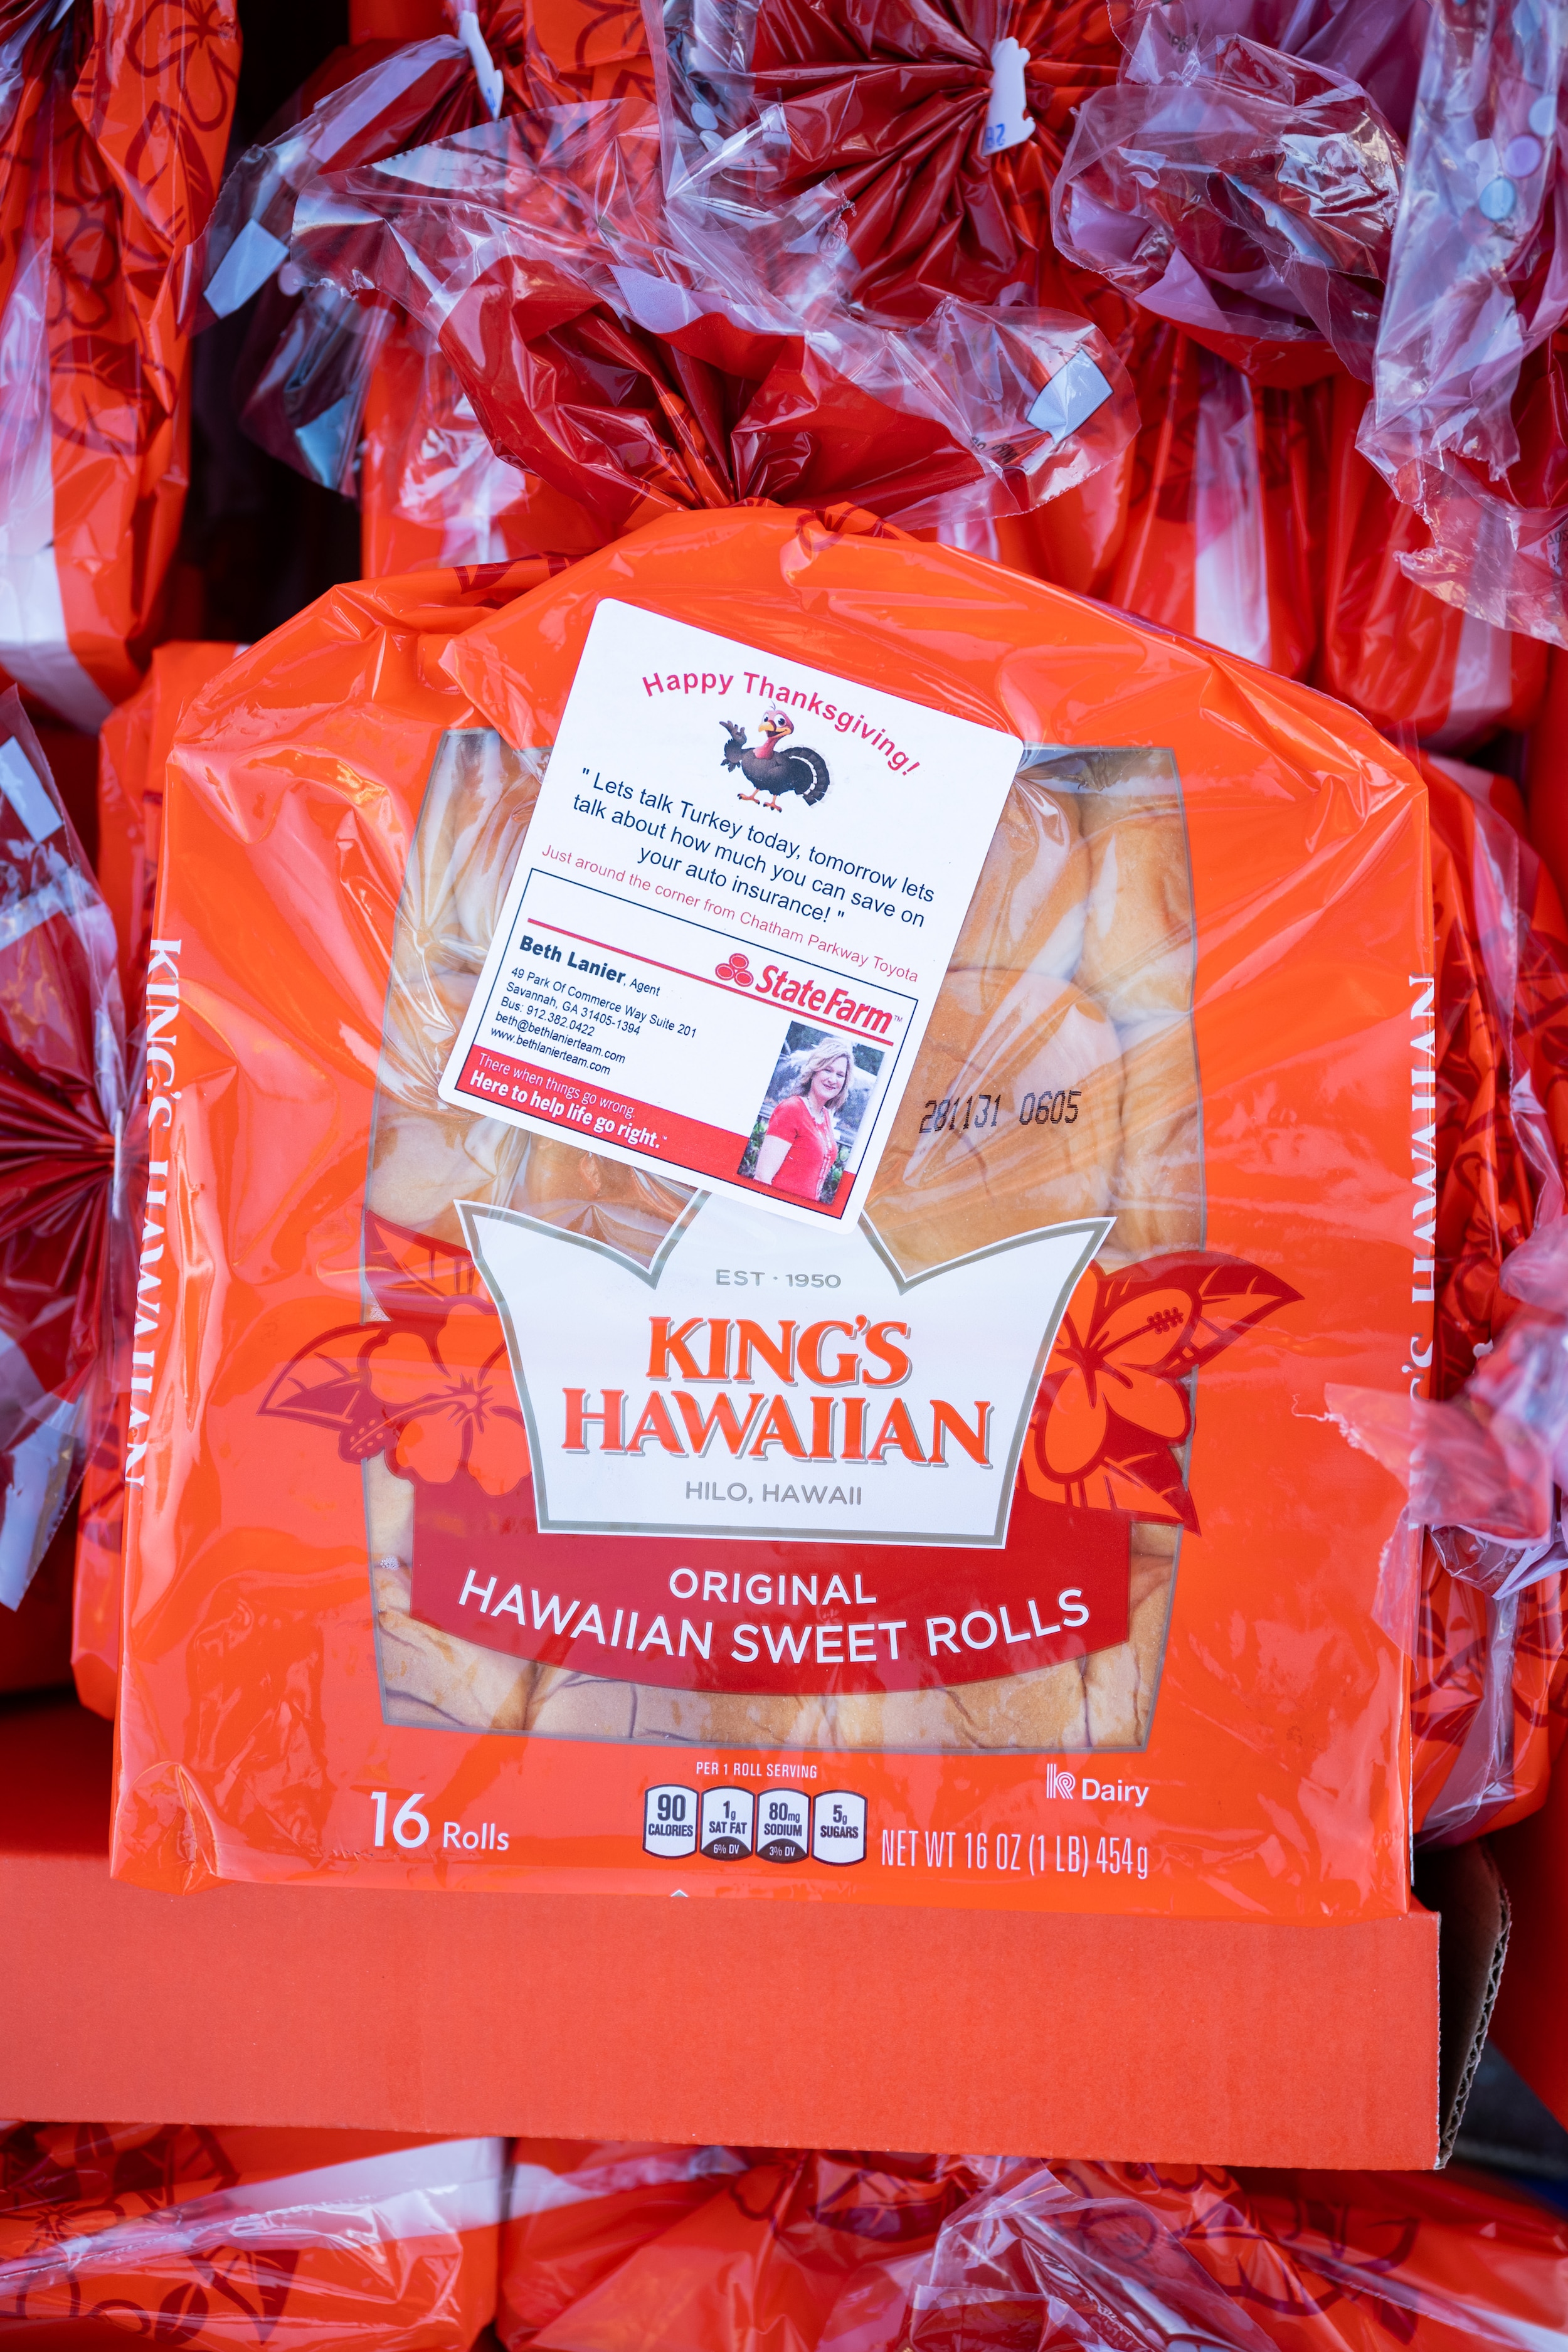 Happy Thanksgiving!
" Lets talk Turkey today, tomorrow lets
talk about how much you can save on
your auto insurance! "
Just around the corner from Chatham Parkway Toyota
StateFarm™
Beth Lanier, Agent
49 Park Of Commerce Way Suite 201
Savannah, GA 31405-1394
Bus: 912.382.0422
beth@bethlanierteam.com
www.bethlanierteam.com
There when things go wrong.
Here to help life go right.™
281131 0605
KING'S HAWAIIAN
EST · 1950
KING'S
HAWAIIAN
HILO, HAWAII
ORIGINAL
HAWAIIAN SWEET ROLLS
KING'S HAWAIIAN
PER 1 ROLL SERVING
90 CALORIES
1g SAT FAT 6% DV
80mg SODIUM 3% DV
5g SUGARS
K Dairy
16 Rolls
NET WT 16 OZ (1 LB) 454g